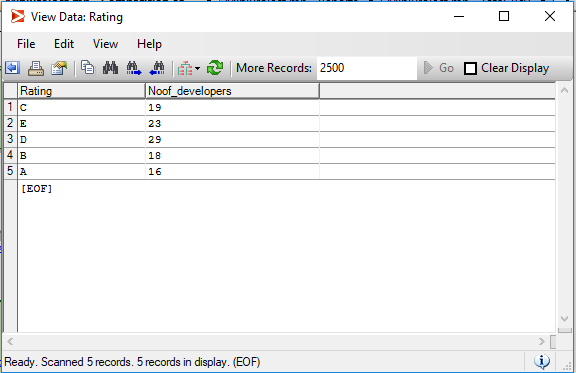 View Data: Rating
File Edit View Help
More Records: 2500 Go Clear Display
Rating Noof_developers
1 C 19
2 E 23
3 D 29
4 B 18
5 A 16
[EOF]
Ready. Scanned 5 records. 5 records in display. (EOF)